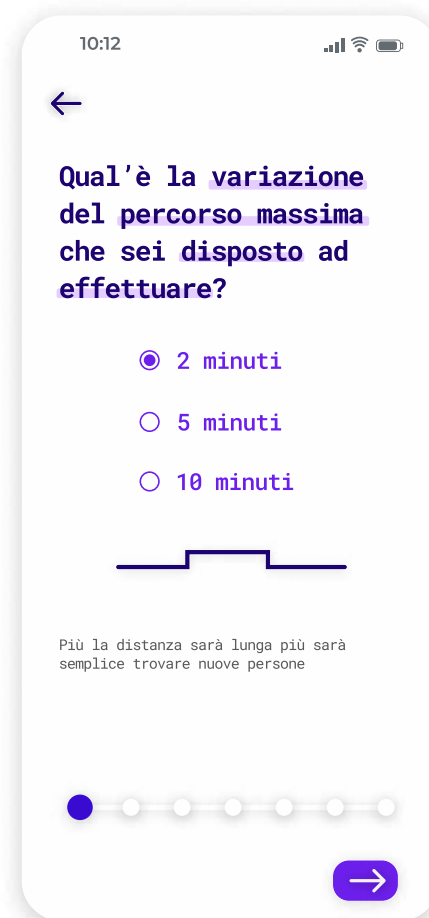 10:12
Qual’è la variazione
del percorso massima
che sei disposto ad
effettuare?
2 minuti
5 minuti
10 minuti
Più la distanza sarà lunga più sarà
semplice trovare nuove persone